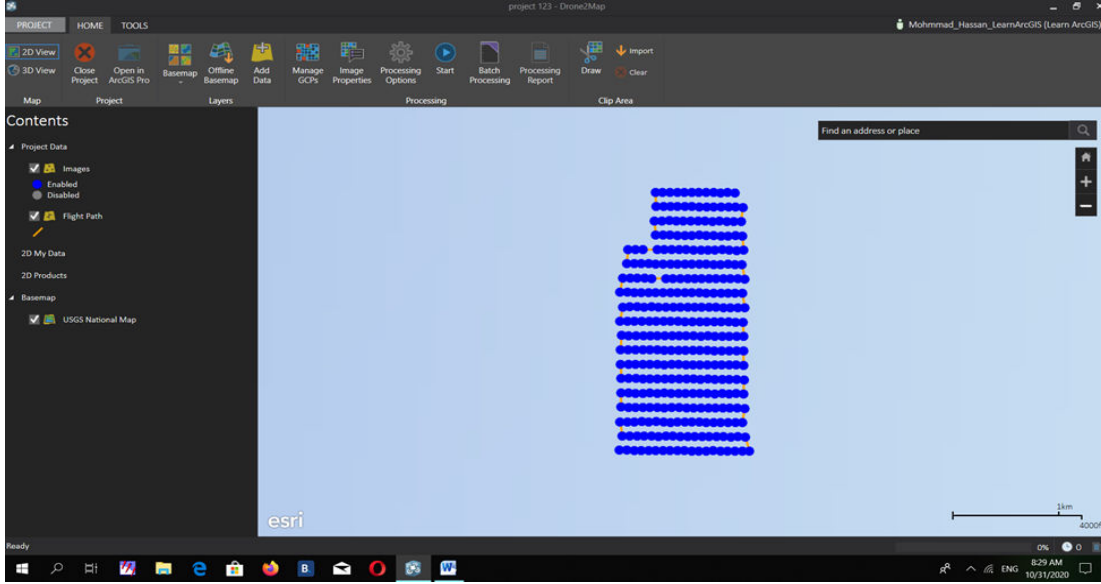 project 123 - Drone2Map
PROJECT HOME TOOLS
Mohmmad_Hassan_LearnArcGIS (Learn ArcGIS)
2D View
3D View
Map
Close Project
Open in ArcGIS Pro
Project
Basemap
Offline Basemap
Add Data
Layers
Manage GCPs
Image Properties
Processing Options
Start
Batch Processing
Processing Report
Processing
Draw
Import
Clear
Clip Area
Contents
Project Data
Images
Enabled
Disabled
Flight Path
2D My Data
2D Products
Basemap
USGS National Map
Find an address or place
esri
1km
4000f
Ready
0% 0
B.
W
ENG
8:29 AM
10/31/2020